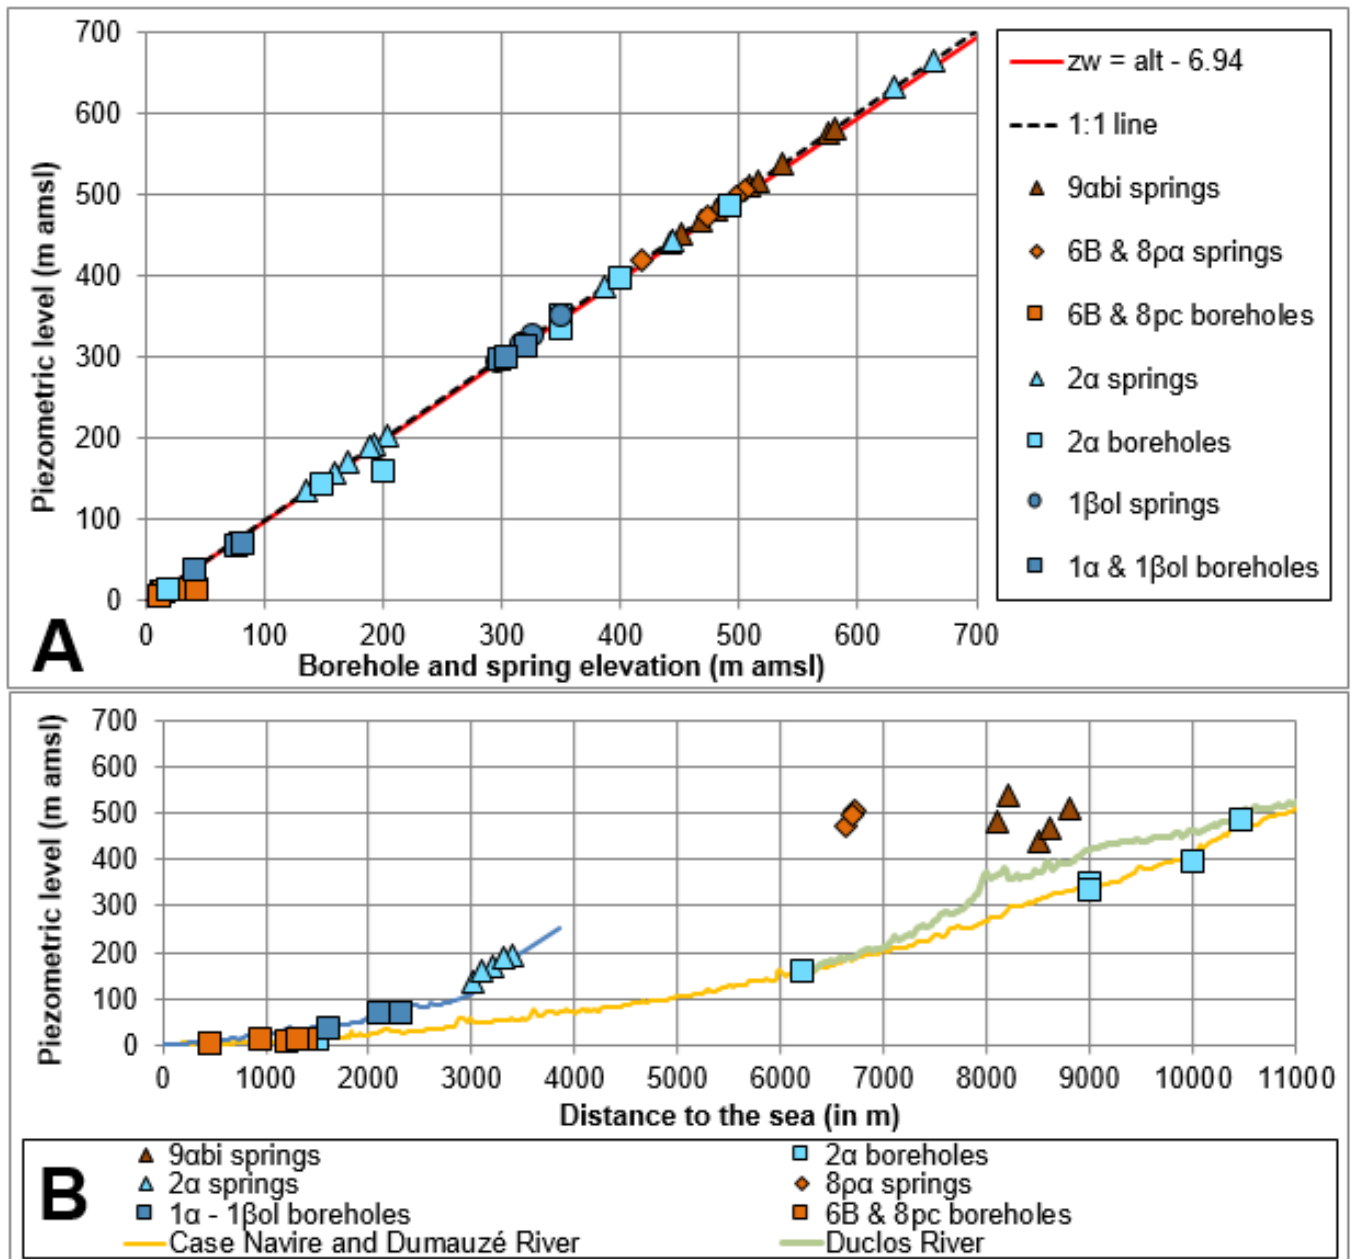 700
600
500
400
300
200
100
0
Piezometric level (m amsl)
0 100 200 300 400 500 600 700
Borehole and spring elevation (m amsl)
A
zw = alt - 6.94
1:1 line
9αbi springs
6B & 8ρα springs
6B & 8pc boreholes
2α springs
2α boreholes
1βol springs
1α & 1βol boreholes
700
600
500
400
300
200
100
0
Piezometric level (m amsl)
0 1000 2000 3000 4000 5000 6000 7000 8000 9000 10000 11000
Distance to the sea (in m)
B
9αbi springs 2α boreholes
2α springs 8ρα springs
1α - 1βol boreholes 6B & 8pc boreholes
Case Navire and Dumauzé River Duclos River